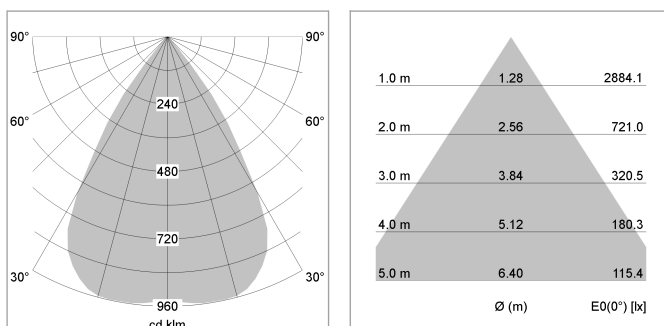 90° 90°
240
60° 60°
480
720
30° 30°
960
cd klm
1.0 m 1.28 2884.1
2.0 m 2.56 721.0
3.0 m 3.84 320.5
4.0 m 5.12 180.3
5.0 m 6.40 115.4
Ø (m) E0(0°) [lx]